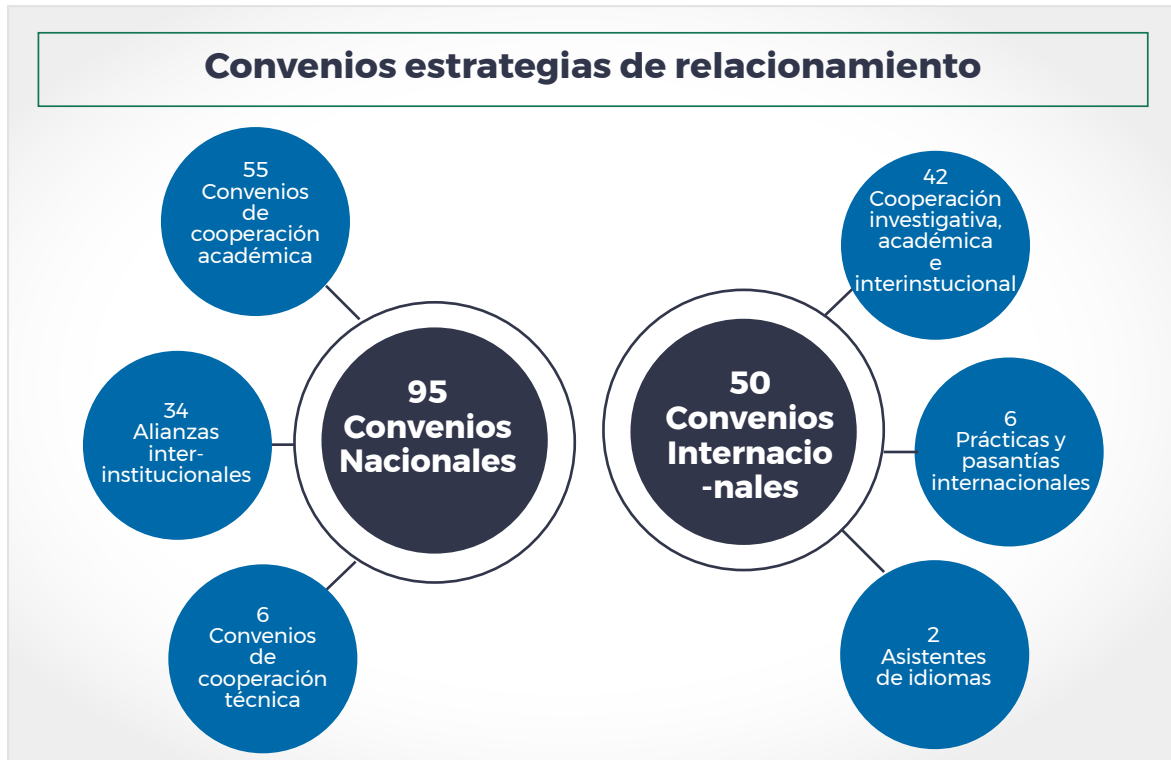 Convenios estrategias de relacionamiento
55
Convenios
de
cooperación
académica
34
Alianzas
inter-
institucionales
6
Convenios
de
cooperación
técnica
95
Convenios
Nacionales
50
Convenios
Internacio
-nales
42
Cooperación
investigativa,
académica
e
interinstucional
6
Prácticas y
pasantías
internacionales
2
Asistentes
de idiomas